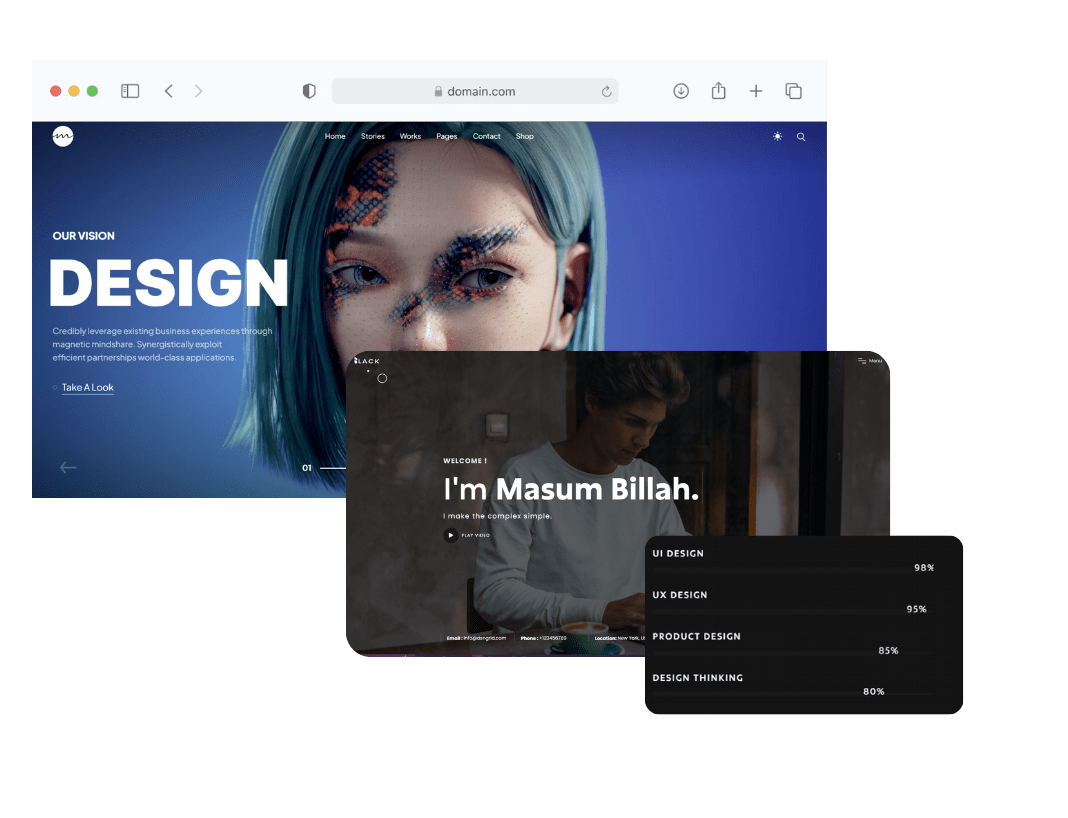 domain.com
Home Stories Works Pages Contact Shop
OUR VISION
DESIGN
Credibly leverage existing business experiences through
magnetic mindshare. Synergistically exploit
efficient partnerships world-class applications.
Take A Look
01
BLACK
Menu
WELCOME !
I'm Masum Billah.
I make the complex simple.
PLAY VIDEO
Email : info@dsngrid.com Phone : +123456789 Location: New York, US
UI DESIGN
98%
UX DESIGN
95%
PRODUCT DESIGN
85%
DESIGN THINKING
80%